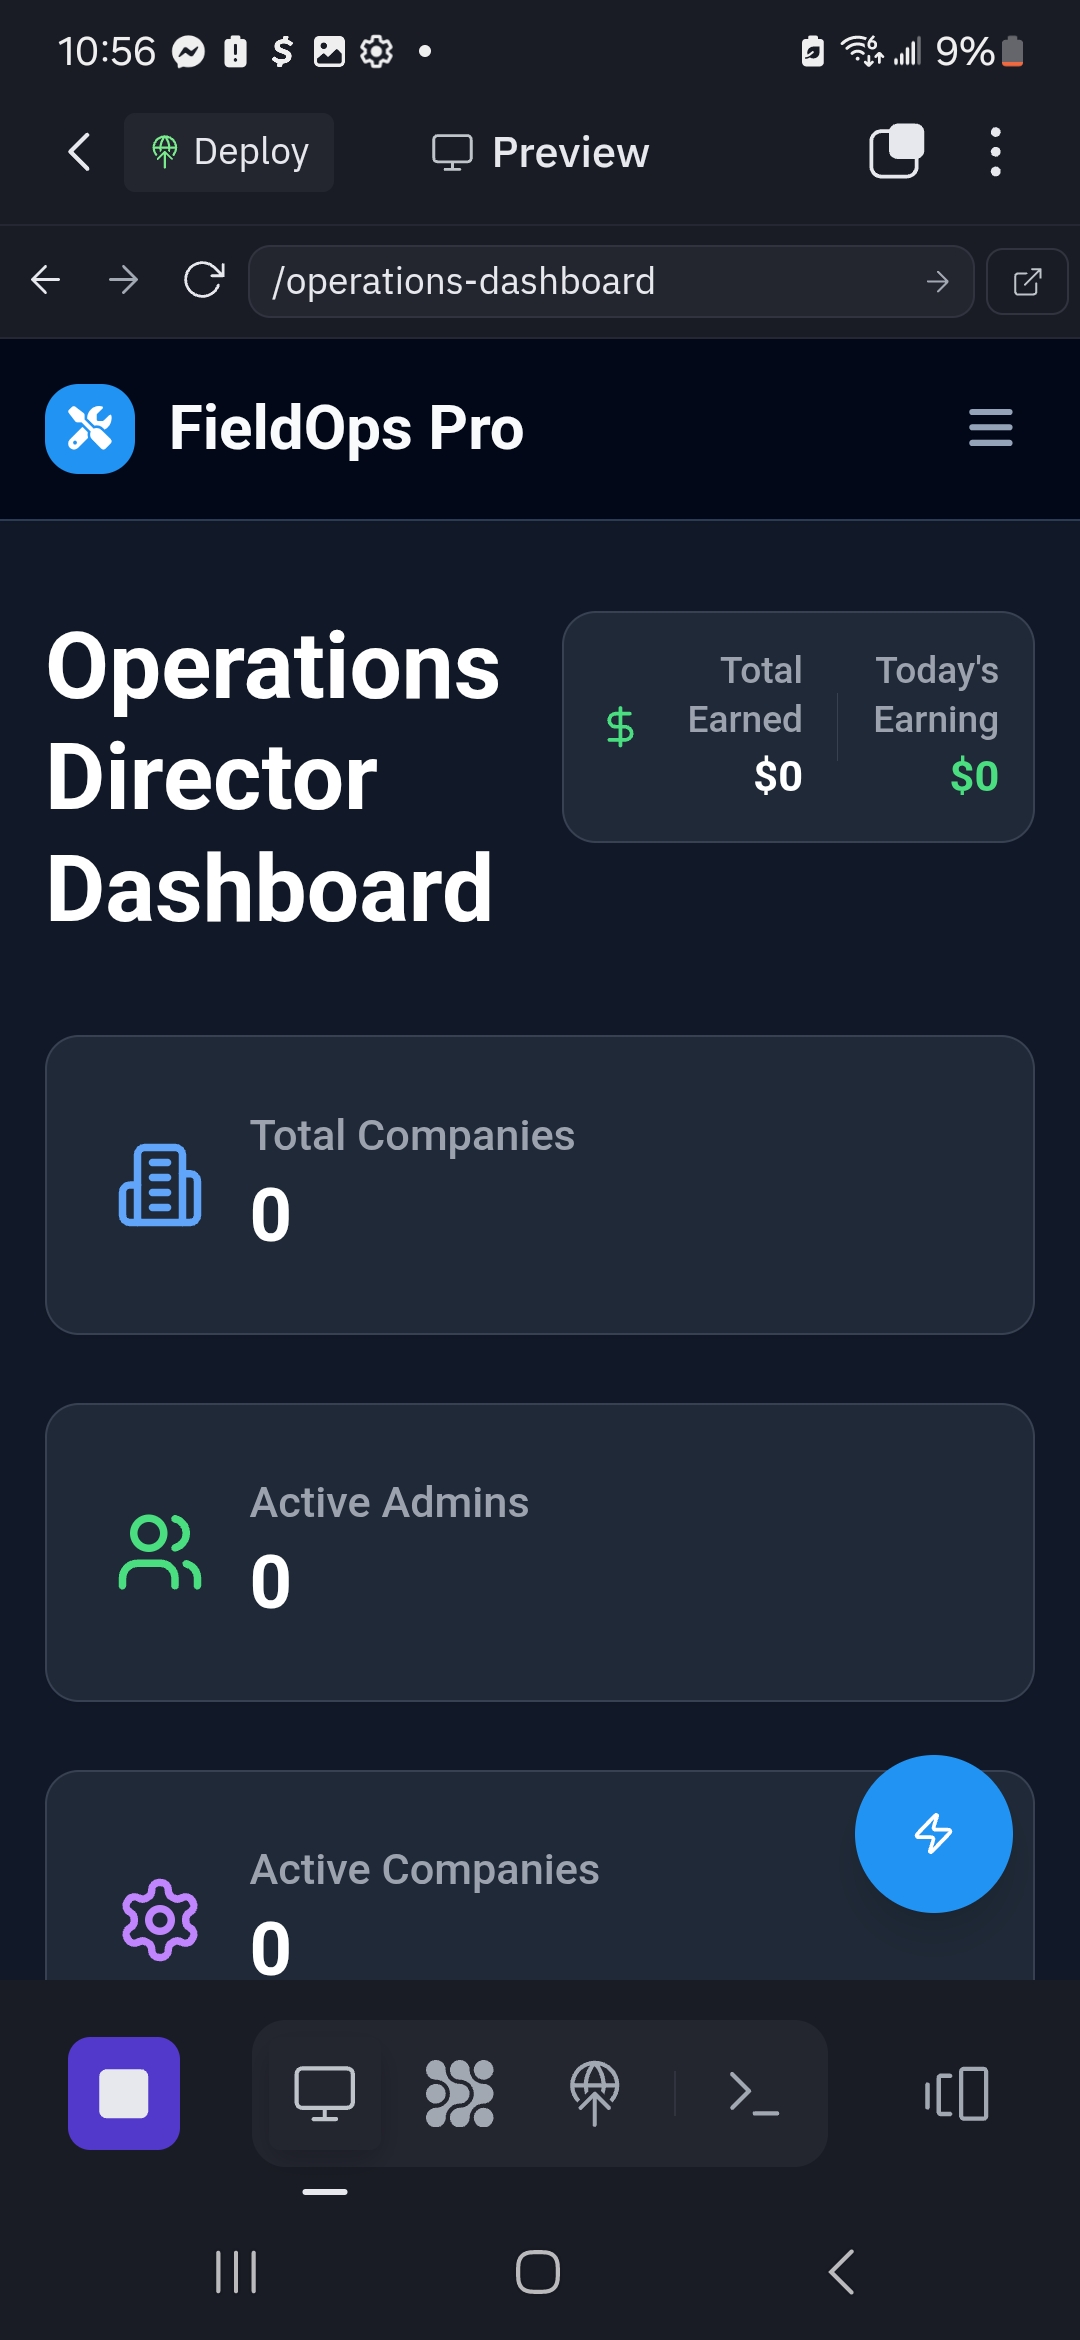 10:56
9%
Deploy
Preview
/operations-dashboard
FieldOps Pro
Operations
Director
Dashboard
Total
Earned
$0
Today's
Earning
$0
Total Companies
0
Active Admins
0
Active Companies
0